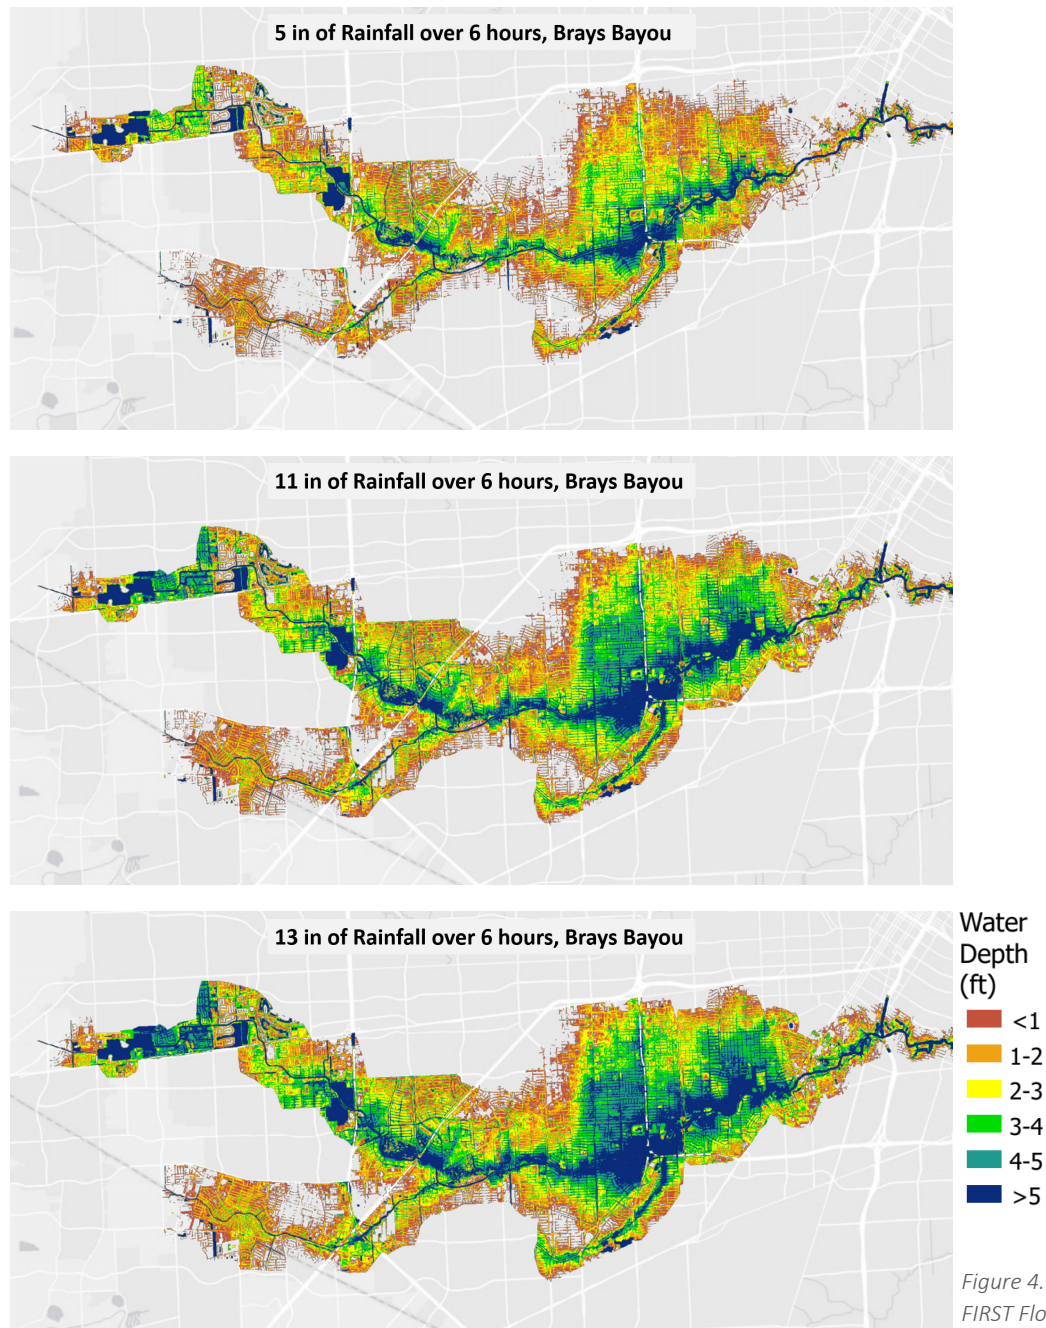 5 in of Rainfall over 6 hours, Brays Bayou
11 in of Rainfall over 6 hours, Brays Bayou
13 in of Rainfall over 6 hours, Brays Bayou
Water
Depth
(ft)
<1
1-2
2-3
3-4
4-5
>5
Figure 4.
FIRST Flo